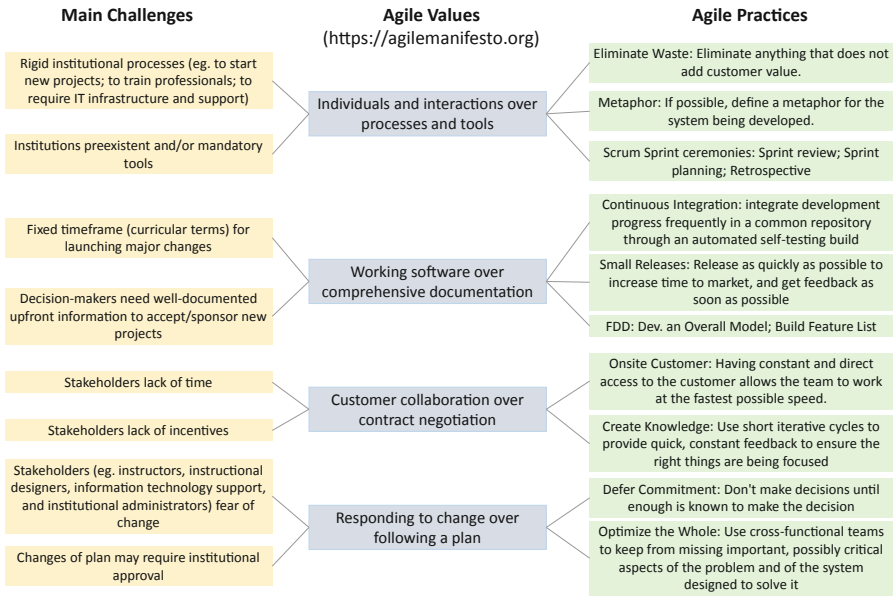 Main Challenges
Rigid institutional processes (eg. to start
new projects; to train professionals; to
require IT infrastructure and support)
Institutions preexistent and/or mandatory
tools
Fixed timeframe (curricular terms) for
launching major changes
Decision-makers need well-documented
upfront information to accept/sponsor new
projects
Stakeholders lack of time
Stakeholders lack of incentives
Stakeholders (eg. instructors, instructional
designers, information technology support,
and institutional administrators) fear of
change
Changes of plan may require institutional
approval
Agile Values
(https://agilemanifesto.org)
Individuals and interactions over
processes and tools
Working software over
comprehensive documentation
Customer collaboration over
contract negotiation
Responding to change over
following a plan
Agile Practices
Eliminate Waste: Eliminate anything that does not
add customer value.
Metaphor: If possible, define a metaphor for the
system being developed.
Scrum Sprint ceremonies: Sprint review; Sprint
planning; Retrospective
Continuous Integration: integrate development
progress frequently in a common repository
through an automated self-testing build
Small Releases: Release as quickly as possible to
increase time to market, and get feedback as
soon as possible
FDD: Dev. an Overall Model; Build Feature List
Onsite Customer: Having constant and direct
access to the customer allows the team to work
at the fastest possible speed.
Create Knowledge: Use short iterative cycles to
provide quick, constant feedback to ensure the
right things are being focused
Defer Commitment: Don't make decisions until
enough is known to make the decision
Optimize the Whole: Use cross-functional teams
to keep from missing important, possibly critical
aspects of the problem and of the system
designed to solve it